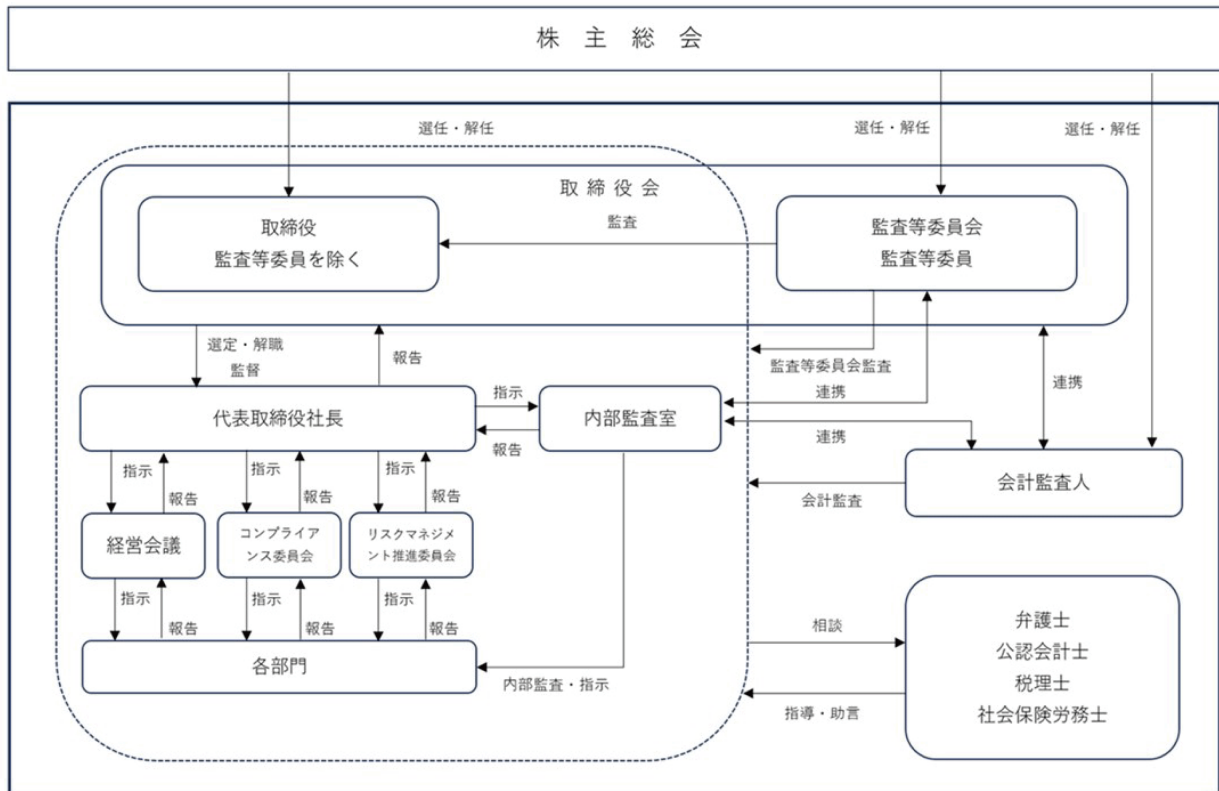 株主総会
選任・解任
選任・解任
選任・解任
取締役会
取締役
監査等委員を除く
監査
監査等委員会
監査等委員
選定・解職
監督
報告
監査等委員会監査
連携
連携
代表取締役社長
指示
報告
内部監査室
連携
会計監査人
会計監査
指示
報告
指示
報告
指示
報告
経営会議
コンプライア
ンス委員会
リスクマネジメ
ント推進委員会
指示
報告
指示
報告
指示
報告
各部門
内部監査・指示
相談
指導・助言
弁護士
公認会計士
税理士
社会保険労務士